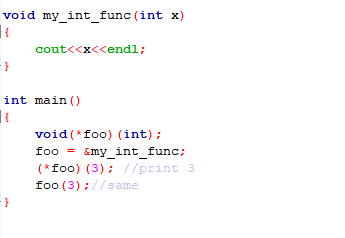 void my_int_func(int x)
{
    cout<<x<<endl;
}

int main()
{
    void(*foo)(int);
    foo = &my_int_func;
    (*foo)(3); //print 3
    foo(3);//same
}